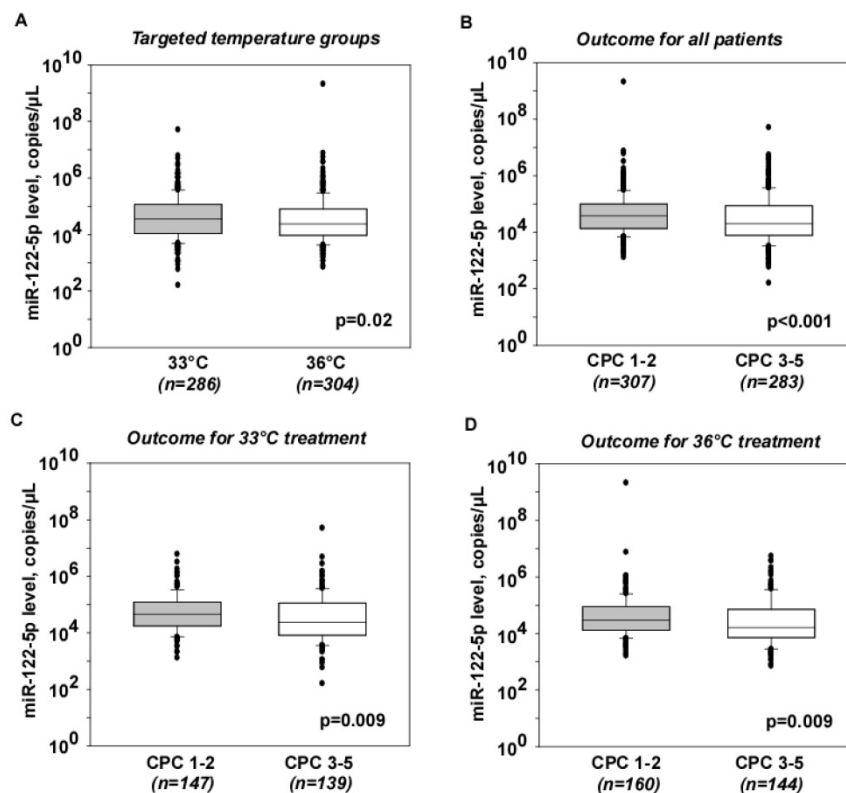 A
Targeted temperature groups
miR-122-5p level, copies/µL
10^10
10^8
10^6
10^4
10^2
10^0
p=0.02
33°C
36°C
(n=286)
(n=304)
B
Outcome for all patients
miR-122-5p level, copies/µL
10^10
10^8
10^6
10^4
10^2
10^0
p<0.001
CPC 1-2
CPC 3-5
(n=307)
(n=283)
C
Outcome for 33°C treatment
miR-122-5p level, copies/µL
10^10
10^8
10^6
10^4
10^2
10^0
p=0.009
CPC 1-2
CPC 3-5
(n=147)
(n=139)
D
Outcome for 36°C treatment
miR-122-5p level, copies/µL
10^10
10^8
10^6
10^4
10^2
10^0
p=0.009
CPC 1-2
CPC 3-5
(n=160)
(n=144)